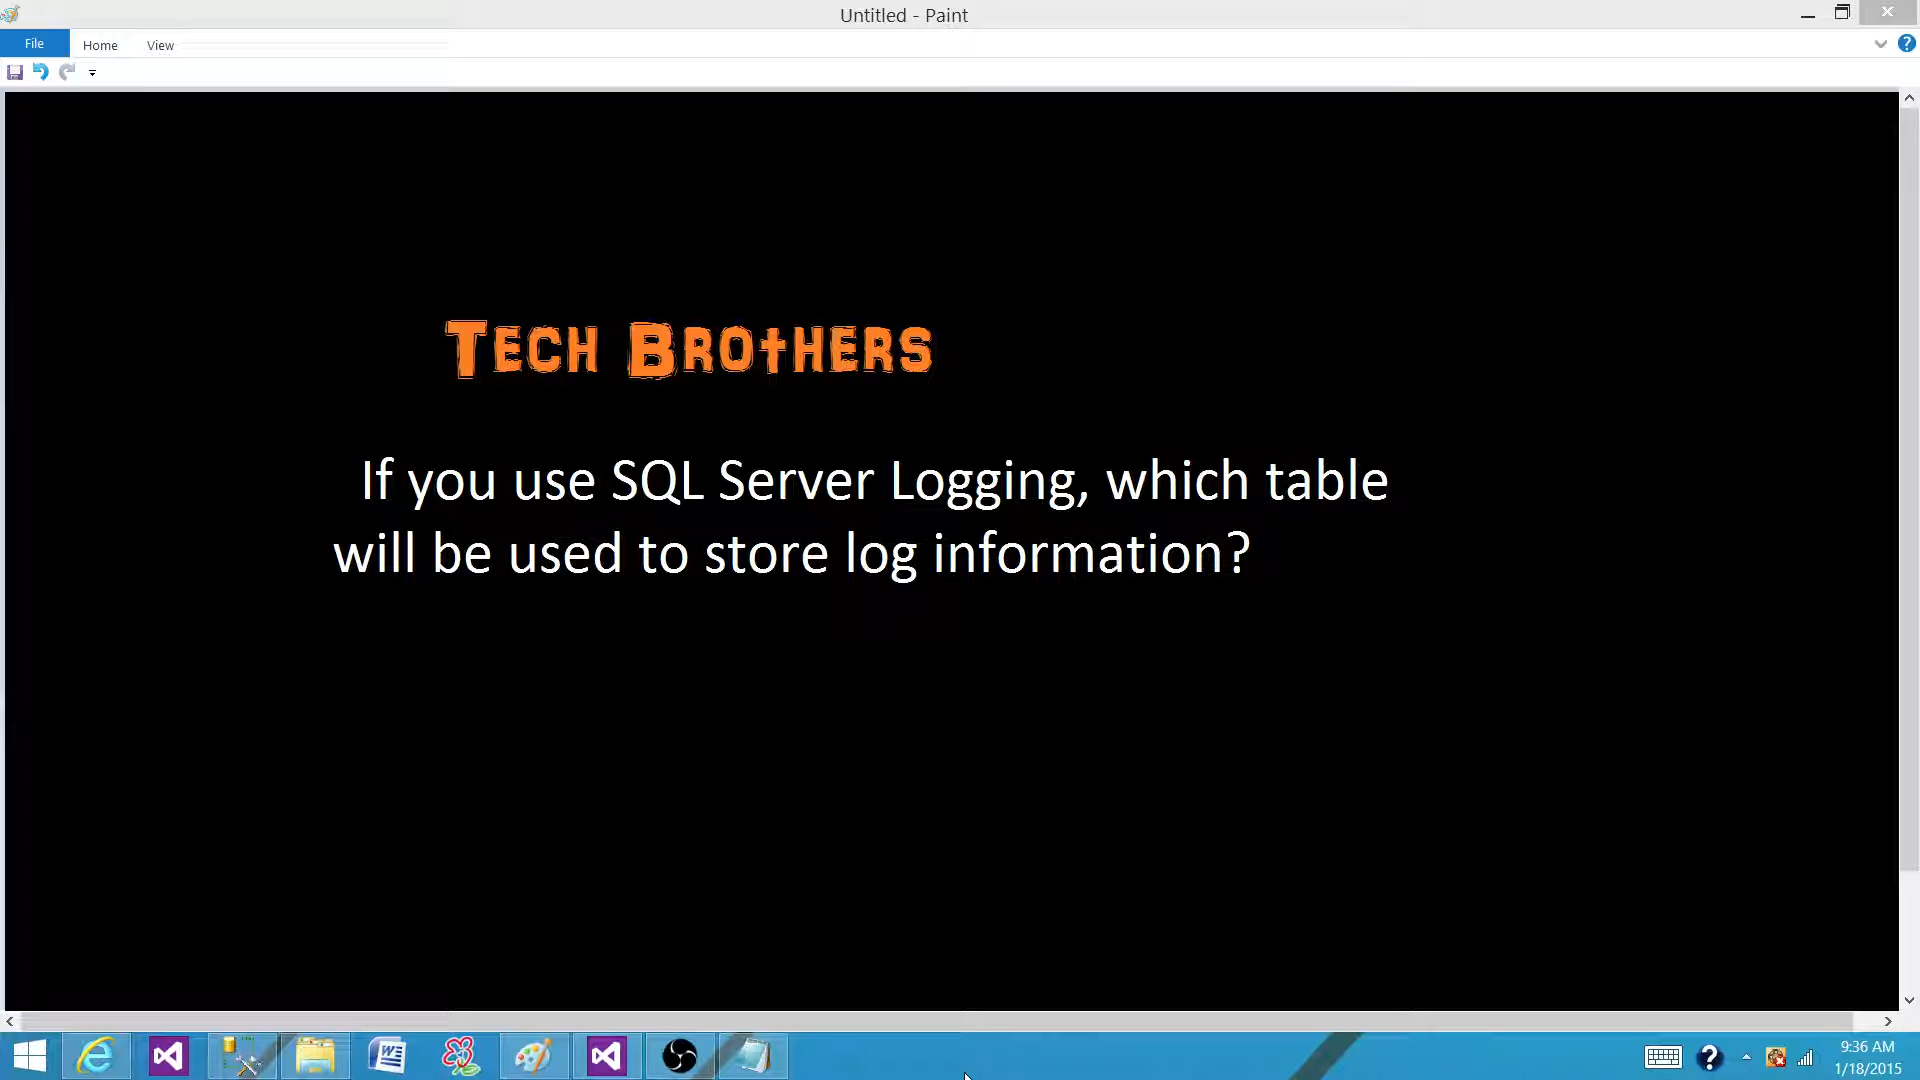 Untitled - Paint
File Home View
Tech Brothers
If you use SQL Server Logging, which table
will be used to store log information?
9:36 AM
1/18/2015